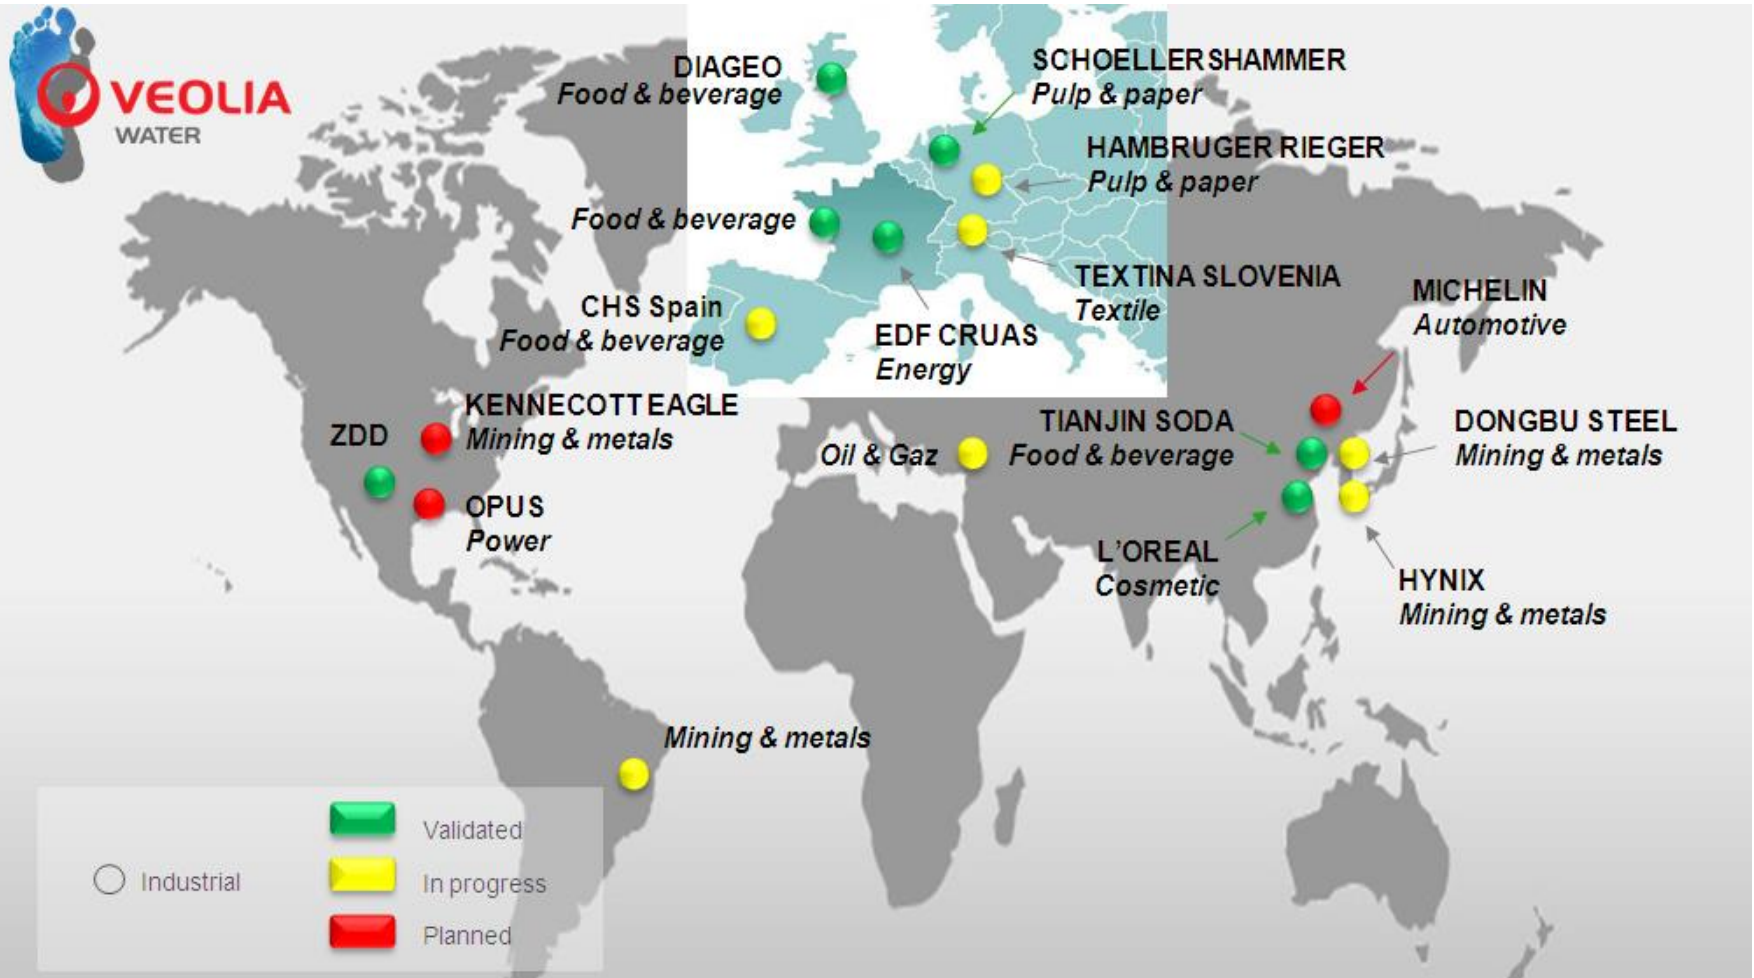 VEOLIA
WATER
DIAGEO
Food & beverage
SCHOELLERSHAMMER
Pulp & paper
HAMBRUGER RIEGER
Pulp & paper
Food & beverage
TEXTINA SLOVENIA
Textile
MICHELIN
Automotive
CHS Spain
Food & beverage
EDF CRUAS
Energy
KENNECOTT EAGLE
Mining & metals
ZDD
OPUS
Power
Oil & Gaz
TIANJIN SODA
Food & beverage
DONGBU STEEL
Mining & metals
L'OREAL
Cosmetic
HYNIX
Mining & metals
Mining & metals
Industrial
Validated
In progress
Planned